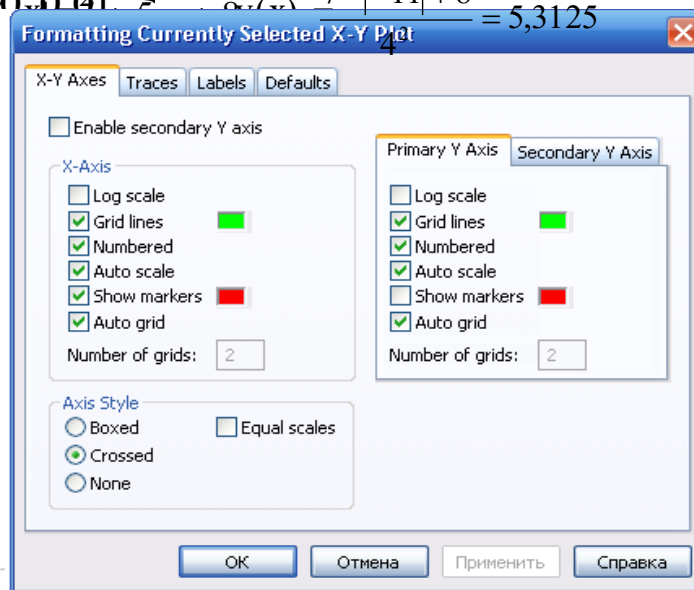 = 5,3125
Formatting Currently Selected X-Y Plot
4²
X-Y Axes Traces Labels Defaults
Enable secondary Y axis
X-Axis
Log scale
Grid lines
Numbered
Auto scale
Show markers
Auto grid
Number of grids: 2
Primary Y Axis Secondary Y Axis
Log scale
Grid lines
Numbered
Auto scale
Show markers
Auto grid
Number of grids: 2
Axis Style
Boxed Equal scales
Crossed
None
OK Отмена Применить Справка